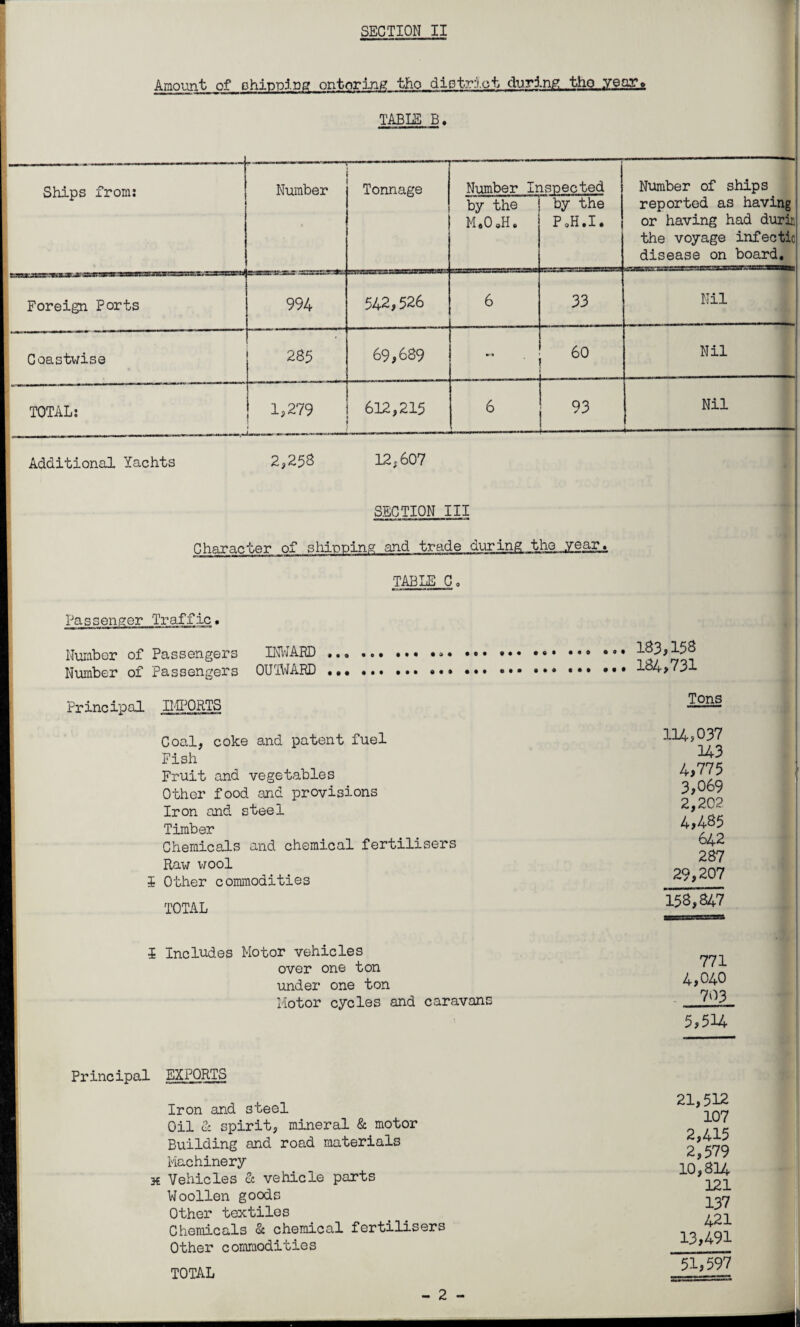 SECTION II
Amount of shipping entering the district during the year.
TABLE B.
Ships from: Number Tonnage Number Inspected by the M.O.H. by the P.H.I. Number of ships reported as having or having had durin the voyage infectio disease on board.
Foreign Ports 994 542,526 6 33 Nil
Coastwise 285 69,689 - 60 Nil
TOTAL: 1,279 612,215 6 93 Nil
Additional Yachts 2,258 12,607
SECTION III
Character of shipping and trade during the year.
TABLE C.
Passenger Traffic.
Number of Passengers INWARD ... ... ... ... ... ... ... ... ... 183,158
Number of Passengers OUTWARD ... ... ... ... ... ... ... ... ... 184,731
Principal IMPORTS Tons
Coal, coke and patent fuel 114,037
Fish 143
Fruit and vegetables 4,775
Other food and provisions 3,069
Iron and steel 2,202
Timber 4,485
Chemicals and chemical fertilisers 642
Raw wool 287
Other commodities 29,207
TOTAL 158,847
Includes Motor vehicles
over one ton 771
under one ton 4,040
Motor cycles and caravans 703
5,514
Principal EXPORTS
Iron and steel 21,512
Oil & spirit, mineral & motor 107
Building and road materials 2,415
Machinery 2,579
x Vehicles & vehicle parts 10,814
Woollen goods 121
Other textiles 137
Chemicals & chemical fertilisers 421
Other commodities 13,491
TOTAL 51,597
- 2 -